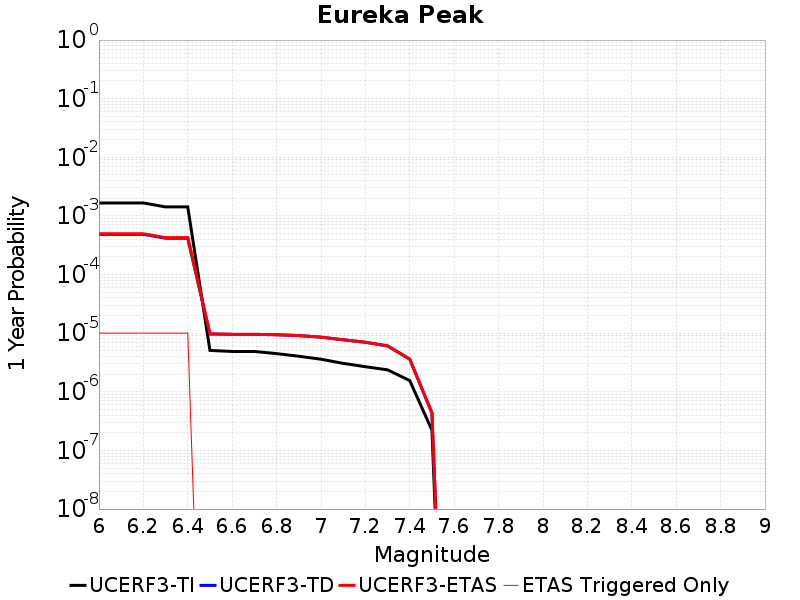 Eureka Peak
1 Year Probability
10^0
10^-1
10^-2
10^-3
10^-4
10^-5
10^-6
10^-7
10^-8
6 6.2 6.4 6.6 6.8 7 7.2 7.4 7.6 7.8 8 8.2 8.4 8.6 8.8 9
Magnitude
UCERF3-TI UCERF3-TD UCERF3-ETAS ETAS Triggered Only